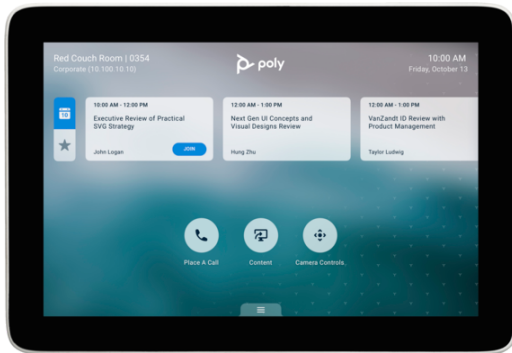 Red Couch Room | 0354
Corporate (10.100.10.10)
poly
10:00 AM
Friday, October 13
10
10:00 AM - 12:00 PM
Executive Review of Practical
SVG Strategy
John Logan
JOIN
12:00 AM - 1:00 PM
Next Gen UI Concepts and
Visual Designs Review
Hung Zhu
12:00 AM - 1:00 PM
VanZandt ID Review with
Product Management
Taylor Ludwig
Place A Call
Content
Camera Controls